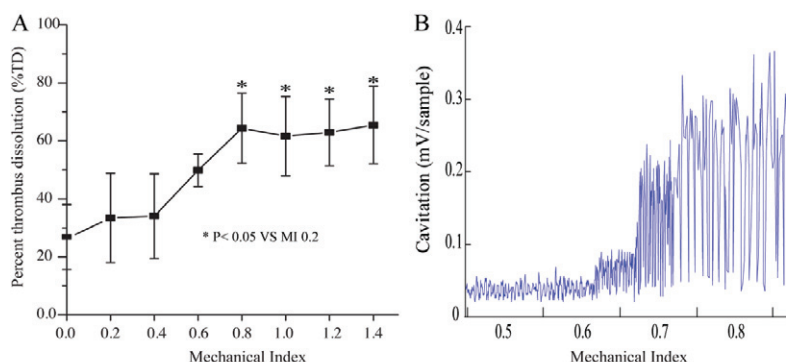 A
Percent thrombus dissolution (%TD)
100
80
60
40
20
0.0
* * * *
* P< 0.05 VS MI 0.2
0.0 0.2 0.4 0.6 0.8 1.0 1.2 1.4
Mechanical Index
B
Cavitation (mV/sample)
0.4
0.3
0.2
0.1
0
0.5 0.6 0.7 0.8
Mechanical Index